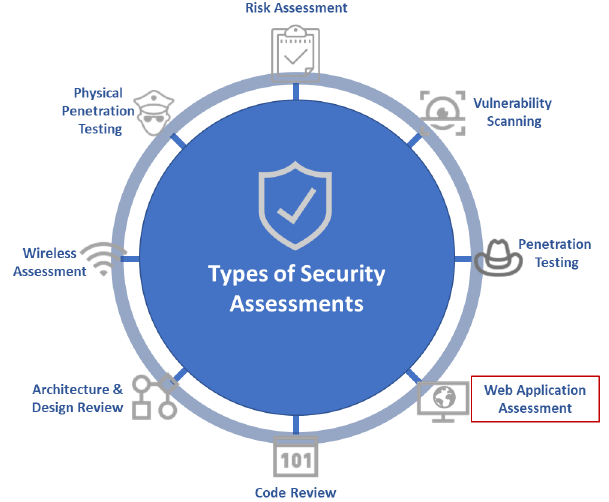 Risk Assessment
Physical
Penetration
Testing
Vulnerability
Scanning
Wireless
Assessment
Types of Security
Assessments
Penetration
Testing
Architecture &
Design Review
Web Application
Assessment
101
Code Review